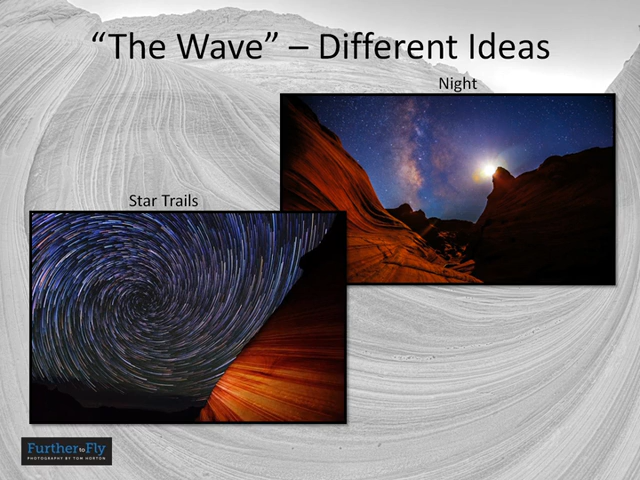 “The Wave” – Different Ideas
Night
Star Trails
Further to Fly
PHOTOGRAPHY BY TOM HORTON